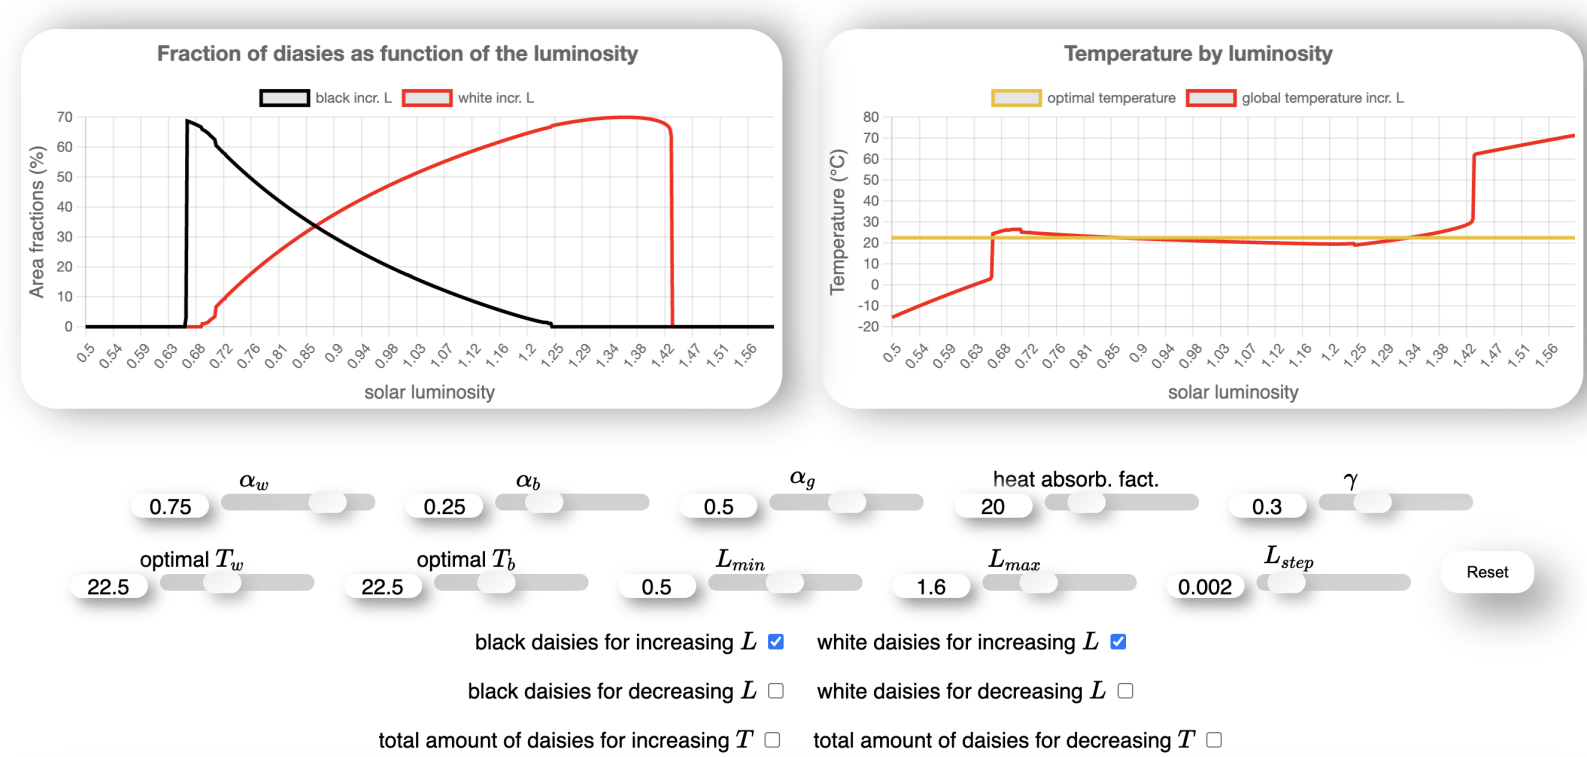 Fraction of diasies as function of the luminosity
black incr. L white incr. L
Area fractions (%)
70
60
50
40
30
20
10
0
0.5 0.54 0.59 0.63 0.68 0.72 0.76 0.81 0.85 0.9 0.94 0.98 1.03 1.07 1.12 1.16 1.2 1.25 1.29 1.34 1.38 1.42 1.47 1.51 1.56
solar luminosity
Temperature by luminosity
optimal temperature global temperature incr. L
Temperature (°C)
80
70
60
50
40
30
20
10
0
-10
-20
0.5 0.54 0.59 0.63 0.68 0.72 0.76 0.81 0.85 0.9 0.94 0.98 1.03 1.07 1.12 1.16 1.2 1.25 1.29 1.34 1.38 1.42 1.47 1.51 1.56
solar luminosity
α_w α_b α_g heat absorb. fact. γ
0.75 0.25 0.5 20 0.3
optimal T_w optimal T_b L_min L_max L_step
22.5 22.5 0.5 1.6 0.002 Reset
black daisies for increasing L white daisies for increasing L
black daisies for decreasing L white daisies for decreasing L
total amount of daisies for increasing T total amount of daisies for decreasing T